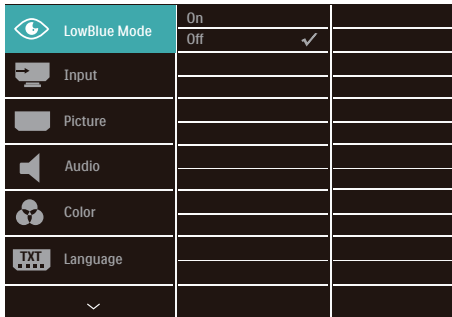 LowBlue Mode
On
Off
Input
Picture
Audio
Color
TXT
Language